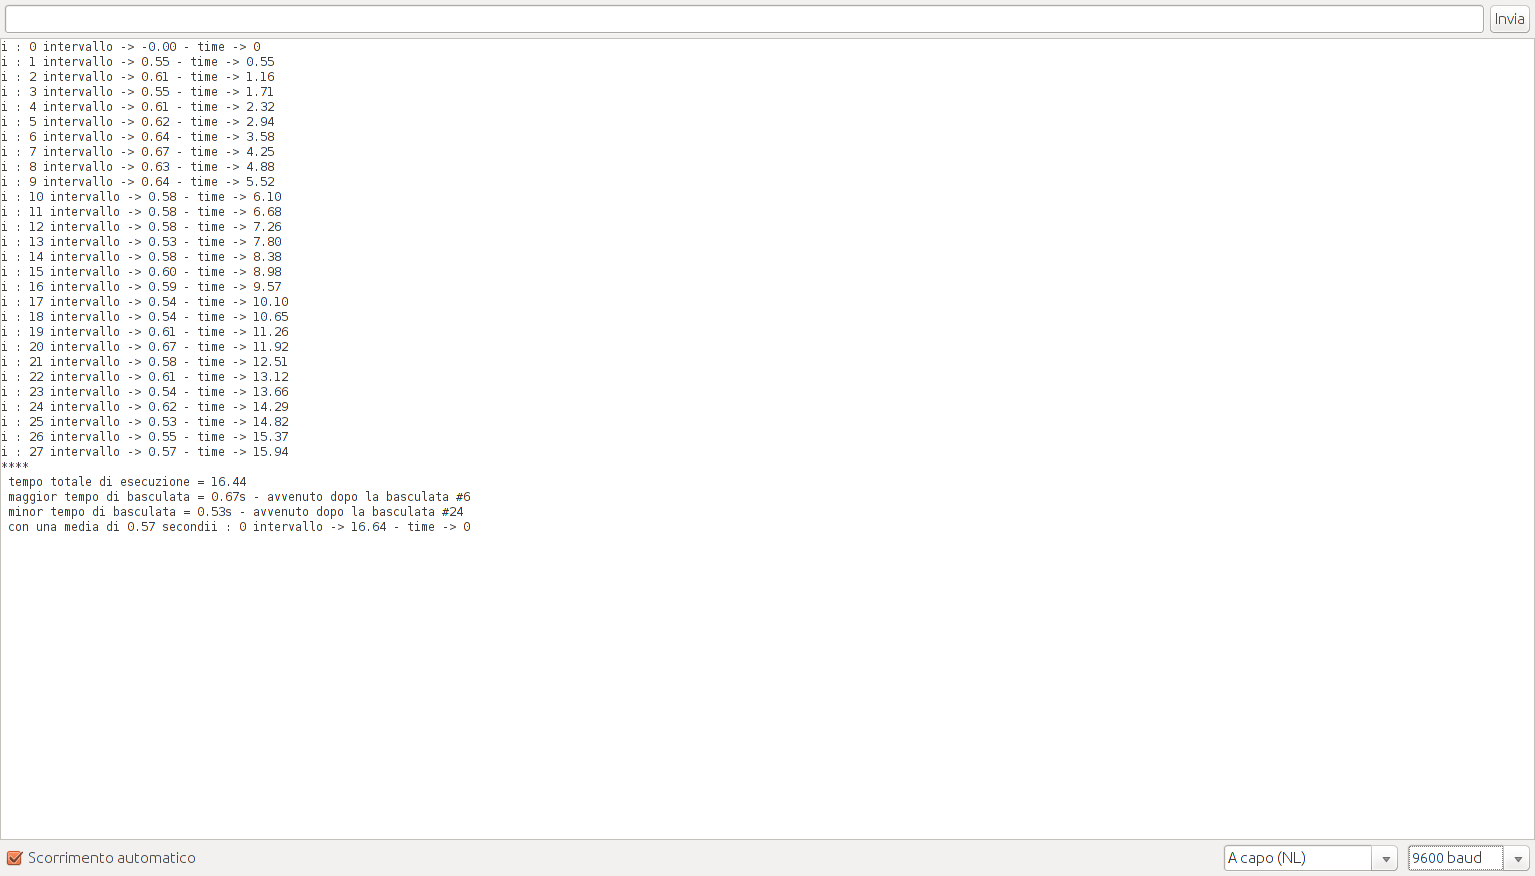 Invia
i : 0 intervallo -> -0.00 - time -> 0
i : 1 intervallo -> 0.55 - time -> 0.55
i : 2 intervallo -> 0.61 - time -> 1.16
i : 3 intervallo -> 0.55 - time -> 1.71
i : 4 intervallo -> 0.61 - time -> 2.32
i : 5 intervallo -> 0.62 - time -> 2.94
i : 6 intervallo -> 0.64 - time -> 3.58
i : 7 intervallo -> 0.67 - time -> 4.25
i : 8 intervallo -> 0.63 - time -> 4.88
i : 9 intervallo -> 0.64 - time -> 5.52
i : 10 intervallo -> 0.58 - time -> 6.10
i : 11 intervallo -> 0.58 - time -> 6.68
i : 12 intervallo -> 0.58 - time -> 7.26
i : 13 intervallo -> 0.53 - time -> 7.80
i : 14 intervallo -> 0.58 - time -> 8.38
i : 15 intervallo -> 0.60 - time -> 8.98
i : 16 intervallo -> 0.59 - time -> 9.57
i : 17 intervallo -> 0.54 - time -> 10.10
i : 18 intervallo -> 0.54 - time -> 10.65
i : 19 intervallo -> 0.61 - time -> 11.26
i : 20 intervallo -> 0.67 - time -> 11.92
i : 21 intervallo -> 0.58 - time -> 12.51
i : 22 intervallo -> 0.61 - time -> 13.12
i : 23 intervallo -> 0.54 - time -> 13.66
i : 24 intervallo -> 0.62 - time -> 14.29
i : 25 intervallo -> 0.53 - time -> 14.82
i : 26 intervallo -> 0.55 - time -> 15.37
i : 27 intervallo -> 0.57 - time -> 15.94
****
tempo totale di esecuzione = 16.44
maggior tempo di basculata = 0.67s - avvenuto dopo la basculata #6
minor tempo di basculata = 0.53s - avvenuto dopo la basculata #24
con una media di 0.57 secondii : 0 intervallo -> 16.64 - time -> 0
Scorrimento automatico
A capo (NL)
9600 baud